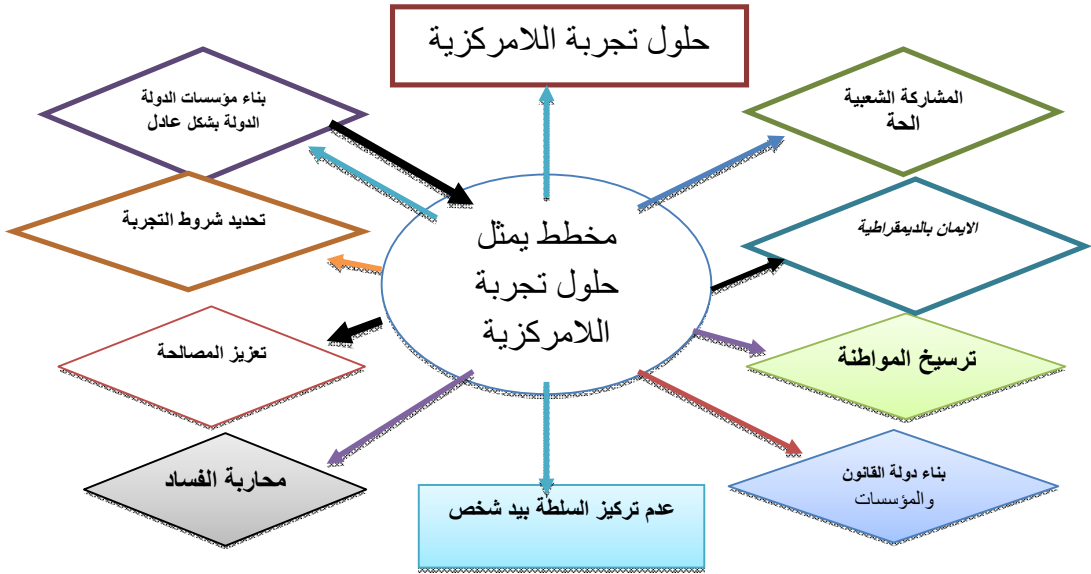 حلول تجربة اللامركزية
المشاركة الشعبية
الحة
بناء مؤسسات الدولة
الدولة بشكل عادل
الايمان بالديمقراطية
تحديد شروط التجربة
مخطط يمثل
حلول تجربة
اللامركزية
ترسيخ المواطنة
تعزيز المصالحة
بناء دولة القانون
والمؤسسات
محاربة الفساد
عدم تركيز السلطة بيد شخص